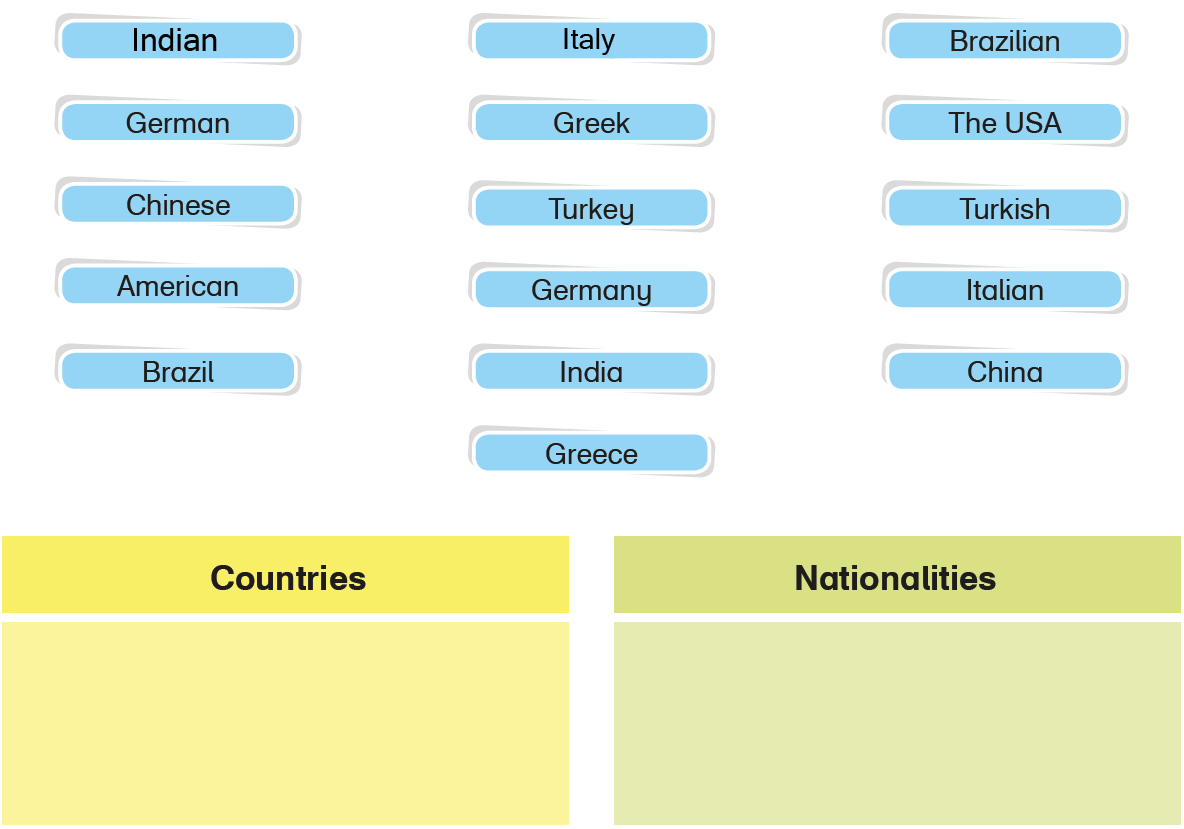 Indian
Italy
Brazilian
German
Greek
The USA
Chinese
Turkey
Turkish
American
Germany
Italian
Brazil
India
China
Greece
Countries
Nationalities